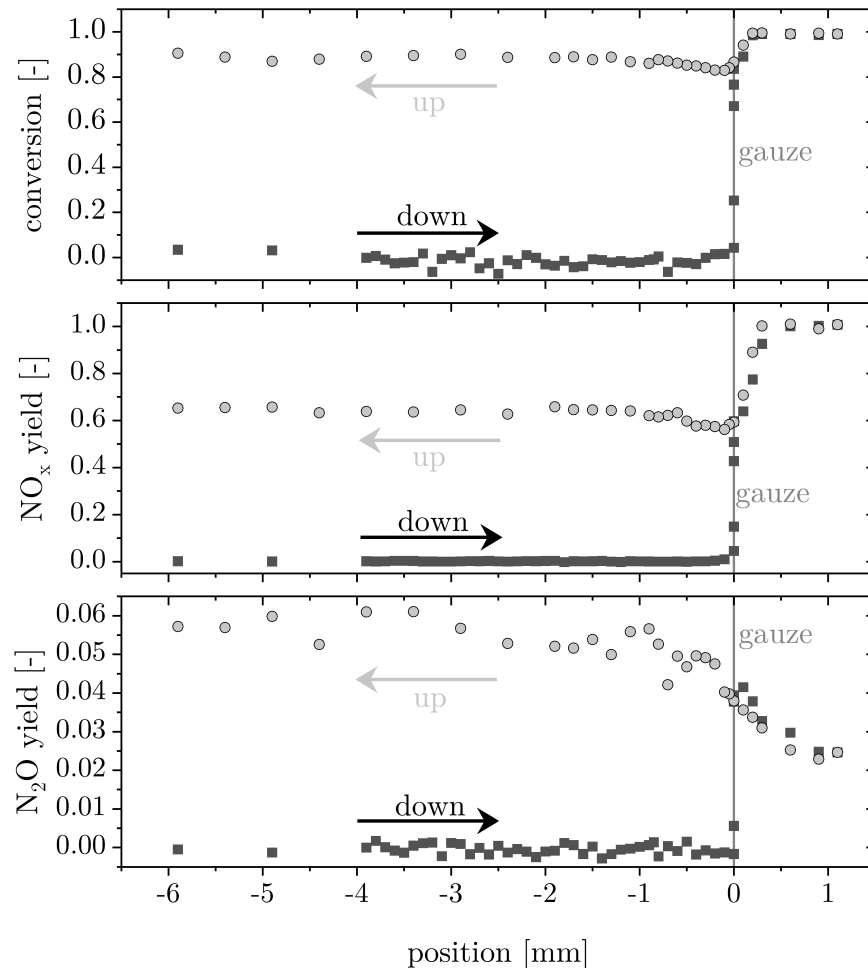 1.0
0.8
0.6
0.4
0.2
0.0
conversion [-]
up
down
gauze
1.0
0.8
0.6
0.4
0.2
0.0
NOₓ yield [-]
up
down
gauze
0.06
0.05
0.04
0.03
0.02
0.01
0.00
N₂O yield [-]
gauze
up
down
-6 -5 -4 -3 -2 -1 0 1
position [mm]